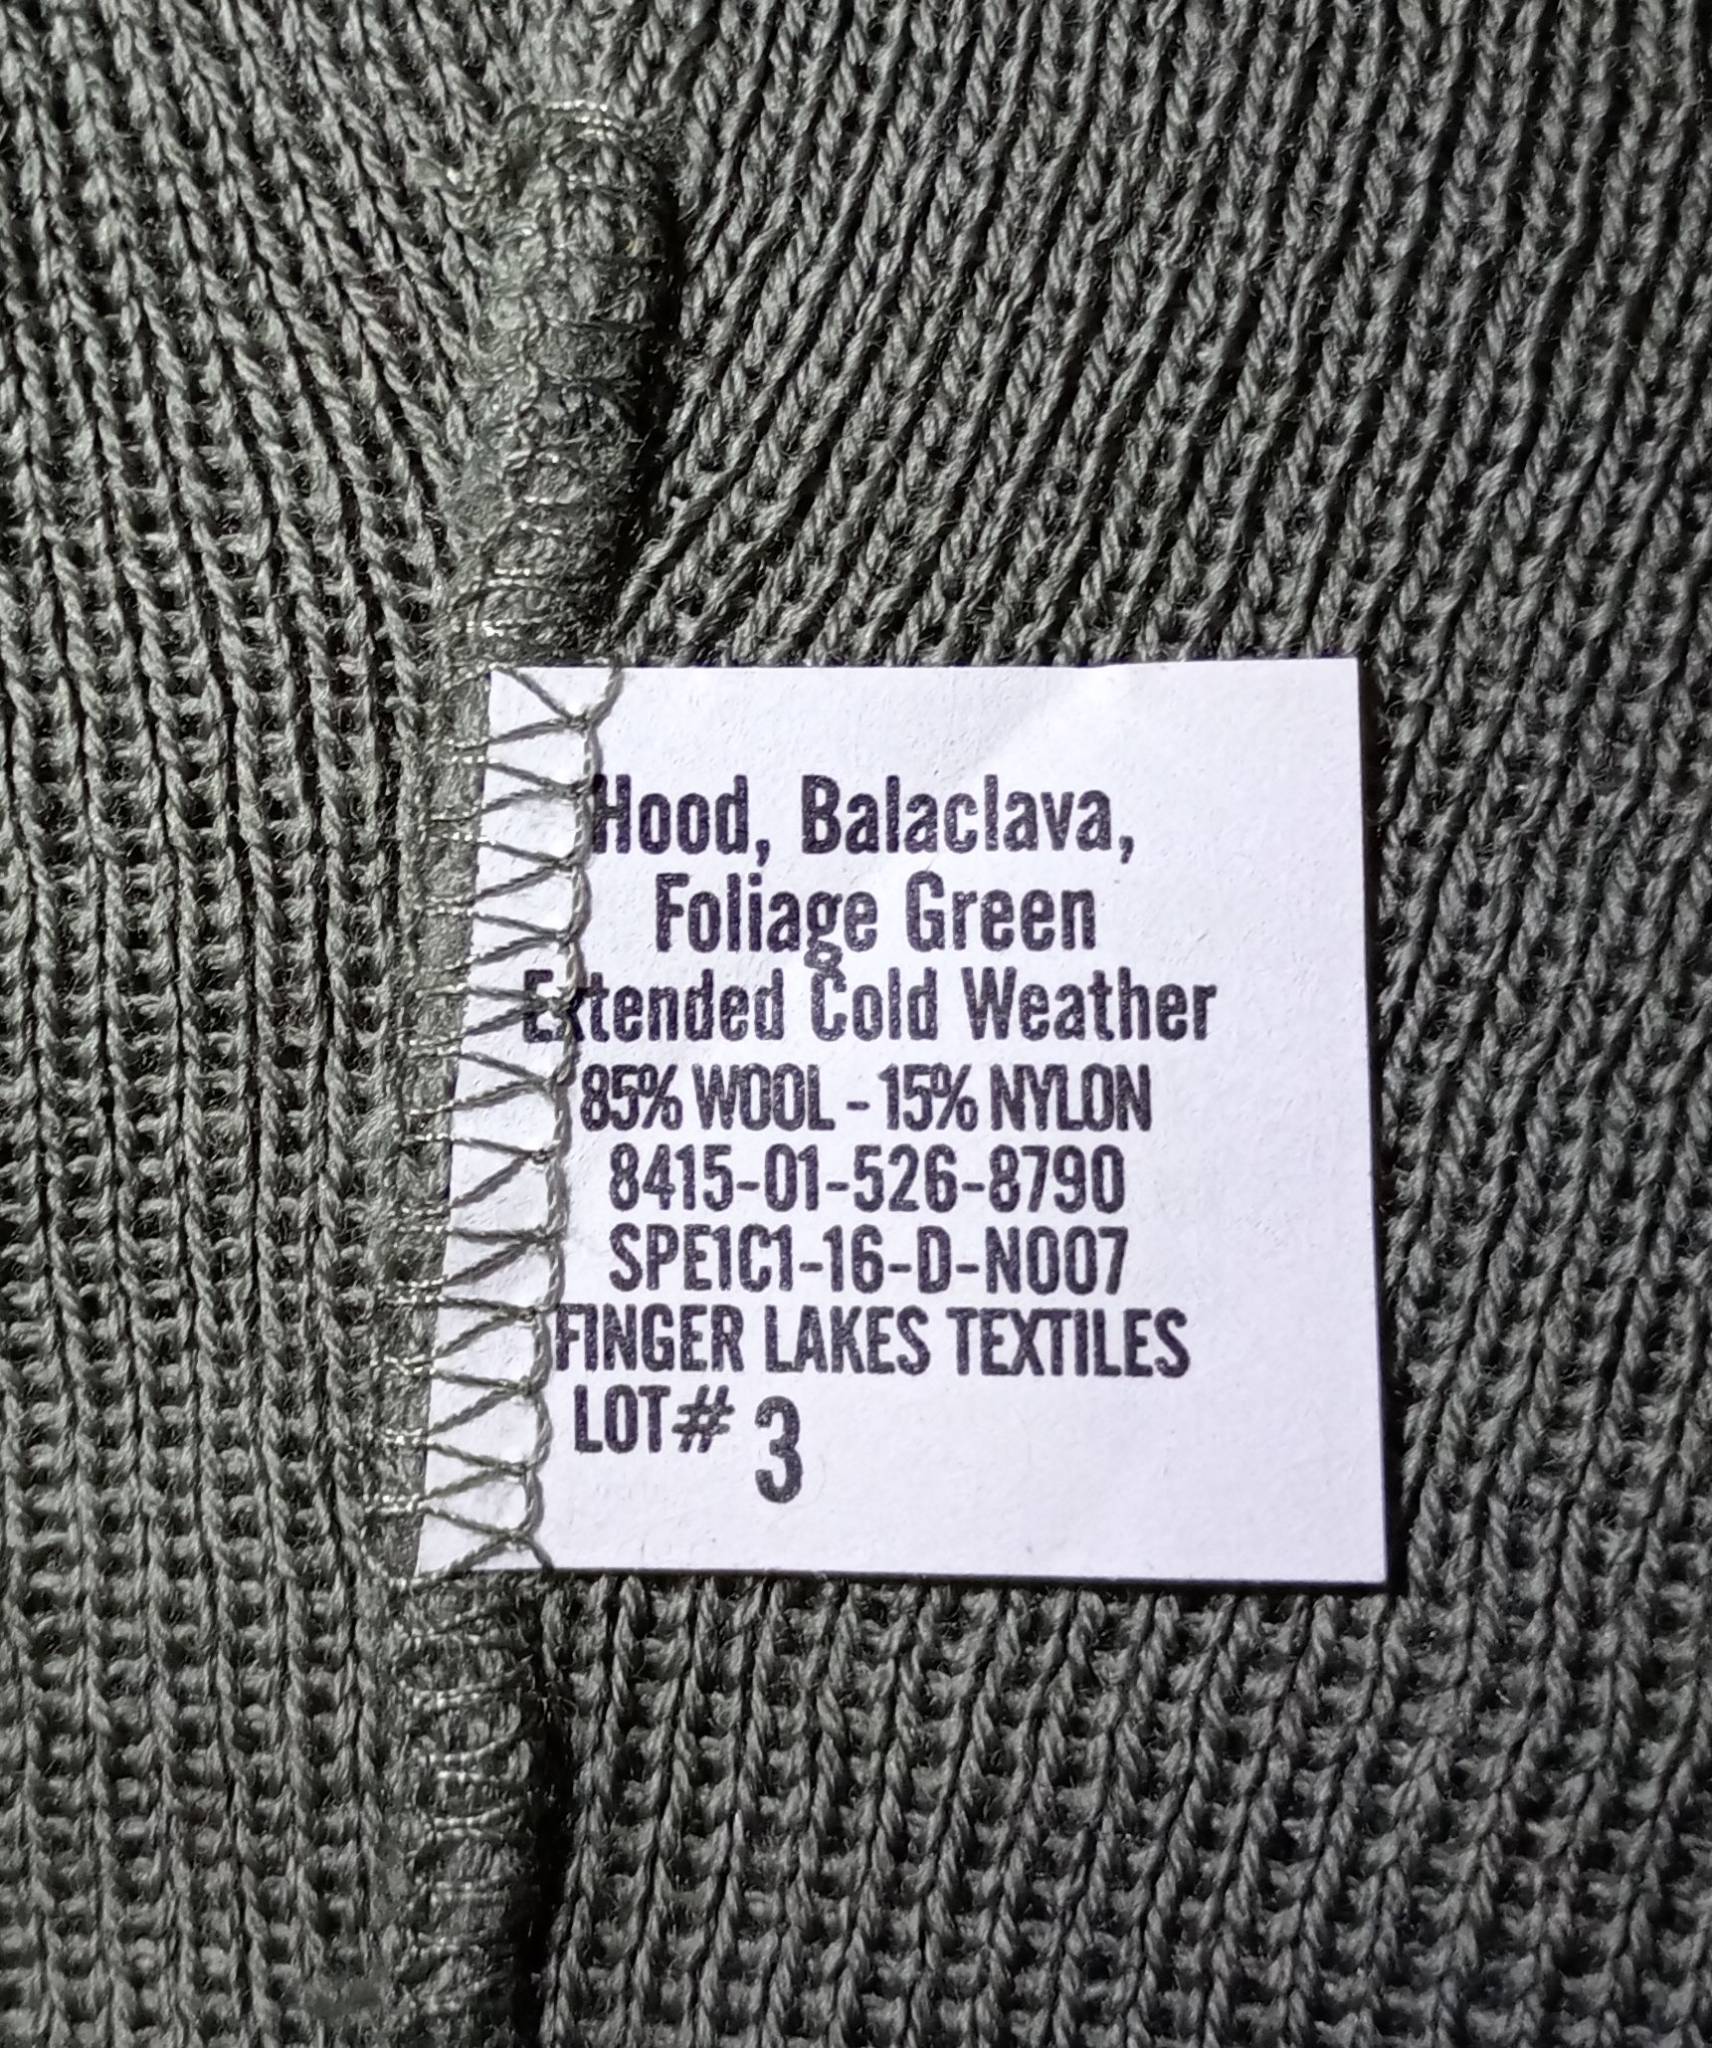 Hood, Balaclava,
Foliage Green
Extended Cold Weather
85% WOOL - 15% NYLON
8415-01-526-8790
SPE1C1-16-D-N007
FINGER LAKES TEXTILES
LOT# 3